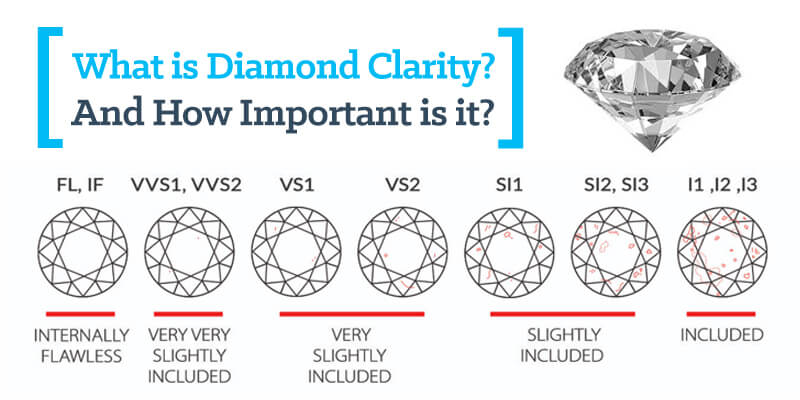 What is Diamond Clarity?
And How Important is it?
FL, IF
VVS1, VVS2
VS1
VS2
SI1
SI2, SI3
I1 ,I2 ,I3
INTERNALLY
FLAWLESS
VERY VERY
SLIGHTLY
INCLUDED
VERY
SLIGHTLY
INCLUDED
SLIGHTLY
INCLUDED
INCLUDED